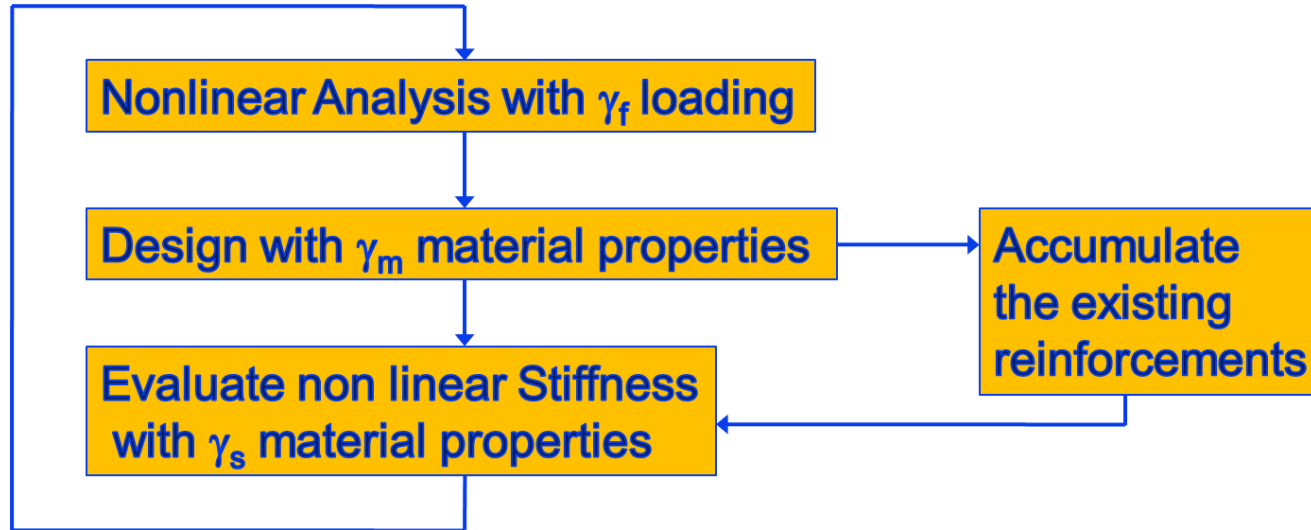 Nonlinear Analysis with γf loading
Design with γm material properties
Accumulate
the existing
reinforcements
Evaluate non linear Stiffness
with γs material properties